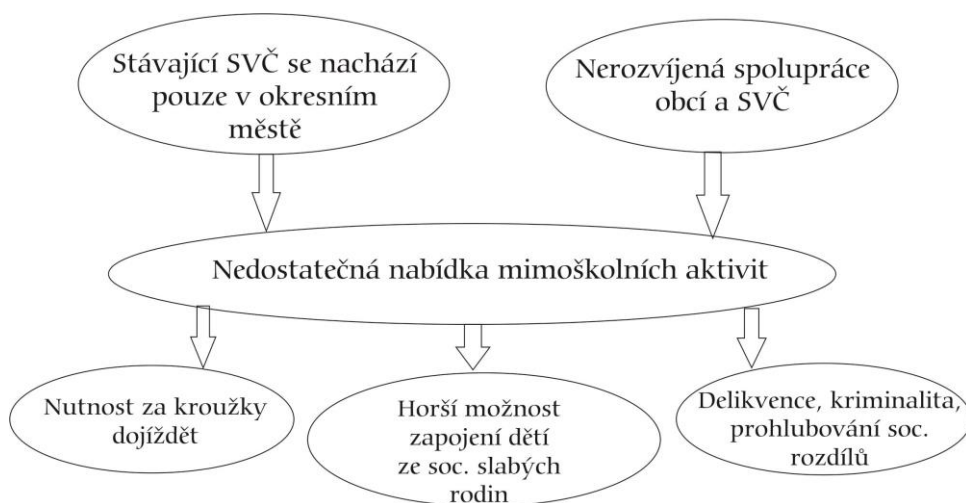 Stávající SVČ se nachází
pouze v okresním
městě
Nerozvíjená spolupráce
obcí a SVČ
Nedostatečná nabídka mimoškolních aktivit
Nutnost za kroužky
dojíždět
Horší možnost
zapojení dětí
ze soc. slabých
rodin
Delikvence, kriminalita,
prohlubování soc.
rozdílů